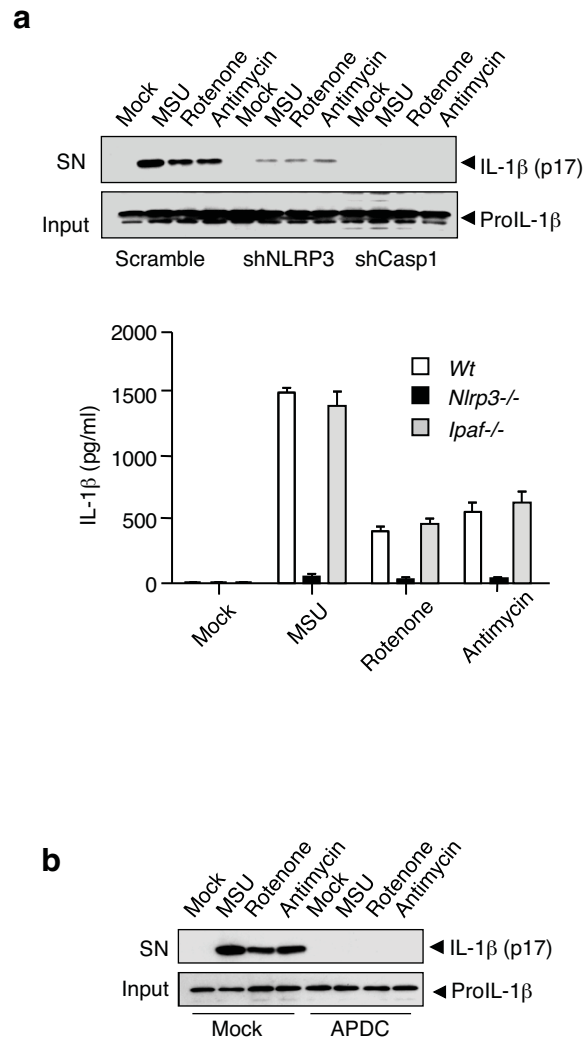 a
Mock MSU Rotenone Antimycin Mock MSU Rotenone Antimycin Mock MSU Rotenone Antimycin
SN IL-1β (p17)
Input ProIL-1β
Scramble shNLRP3 shCasp1
IL-1β (pg/ml)
2000
1500
1000
500
0
Wt
Nlrp3-/-
Ipaf-/-
Mock MSU Rotenone Antimycin
b
Mock MSU Rotenone Antimycin Mock MSU Rotenone Antimycin
SN IL-1β (p17)
Input ProIL-1β
Mock APDC